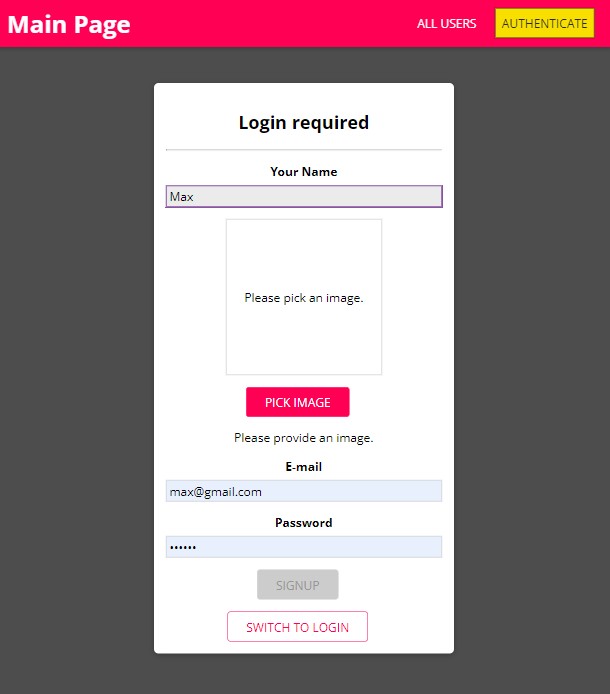 Main Page
ALL USERS
AUTHENTICATE
Login required
Your Name
Max
Please pick an image.
PICK IMAGE
Please provide an image.
E-mail
max@gmail.com
Password
••••••
SIGNUP
SWITCH TO LOGIN